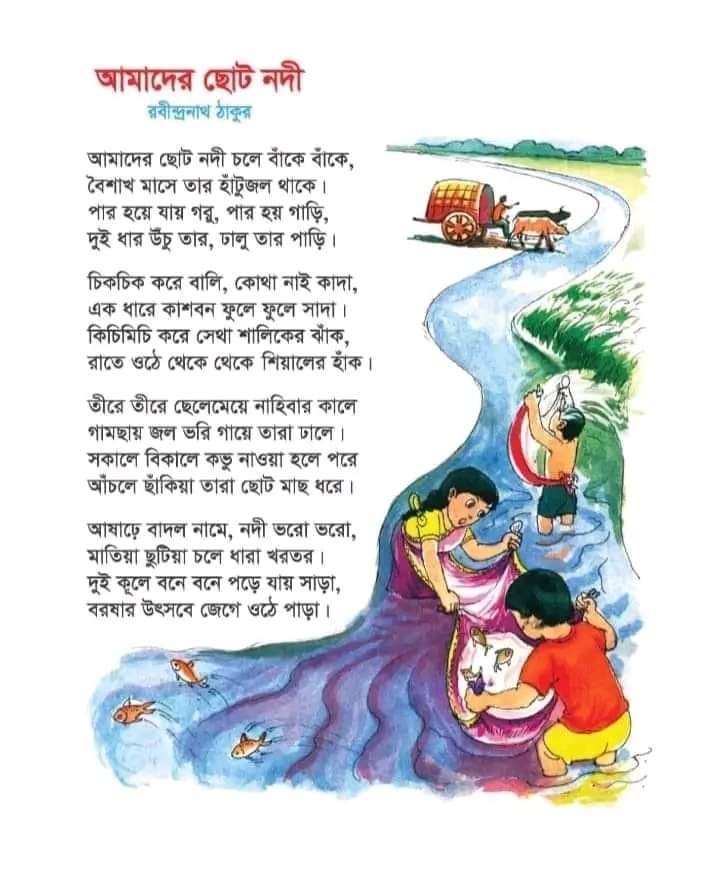 আমাদের ছোট নদী
রবীন্দ্রনাথ ঠাকুর
আমাদের ছোট নদী চলে বাঁকে বাঁকে,
বৈশাখ মাসে তার হাঁটুজল থাকে।
পার হয়ে যায় গরু, পার হয় গাড়ি,
দুই ধার উঁচু তার, ঢালু তার পাড়ি।
চিকচিক করে বালি, কোথা নাই কাদা,
এক ধারে কাশবন ফুলে ফুলে সাদা।
কিচিমিচি করে সেথা শালিকের ঝাঁক,
রাতে ওঠে থেকে থেকে শিয়ালের হাঁক।
তীরে তীরে ছেলেমেয়ে নাহিবার কালে
গামছায় জল ভরি গায়ে তারা ঢালে।
সকালে বিকালে কভু নাওয়া হলে পরে
আঁচলে ছাঁকিয়া তারা ছোট মাছ ধরে।
আষাঢ়ে বাদল নামে, নদী ভরো ভরো,
মাতিয়া ছুটিয়া চলে ধারা খরতর।
দুই কূলে বনে বনে পড়ে যায় সাড়া,
বরষার উৎসবে জেগে ওঠে পাড়া।